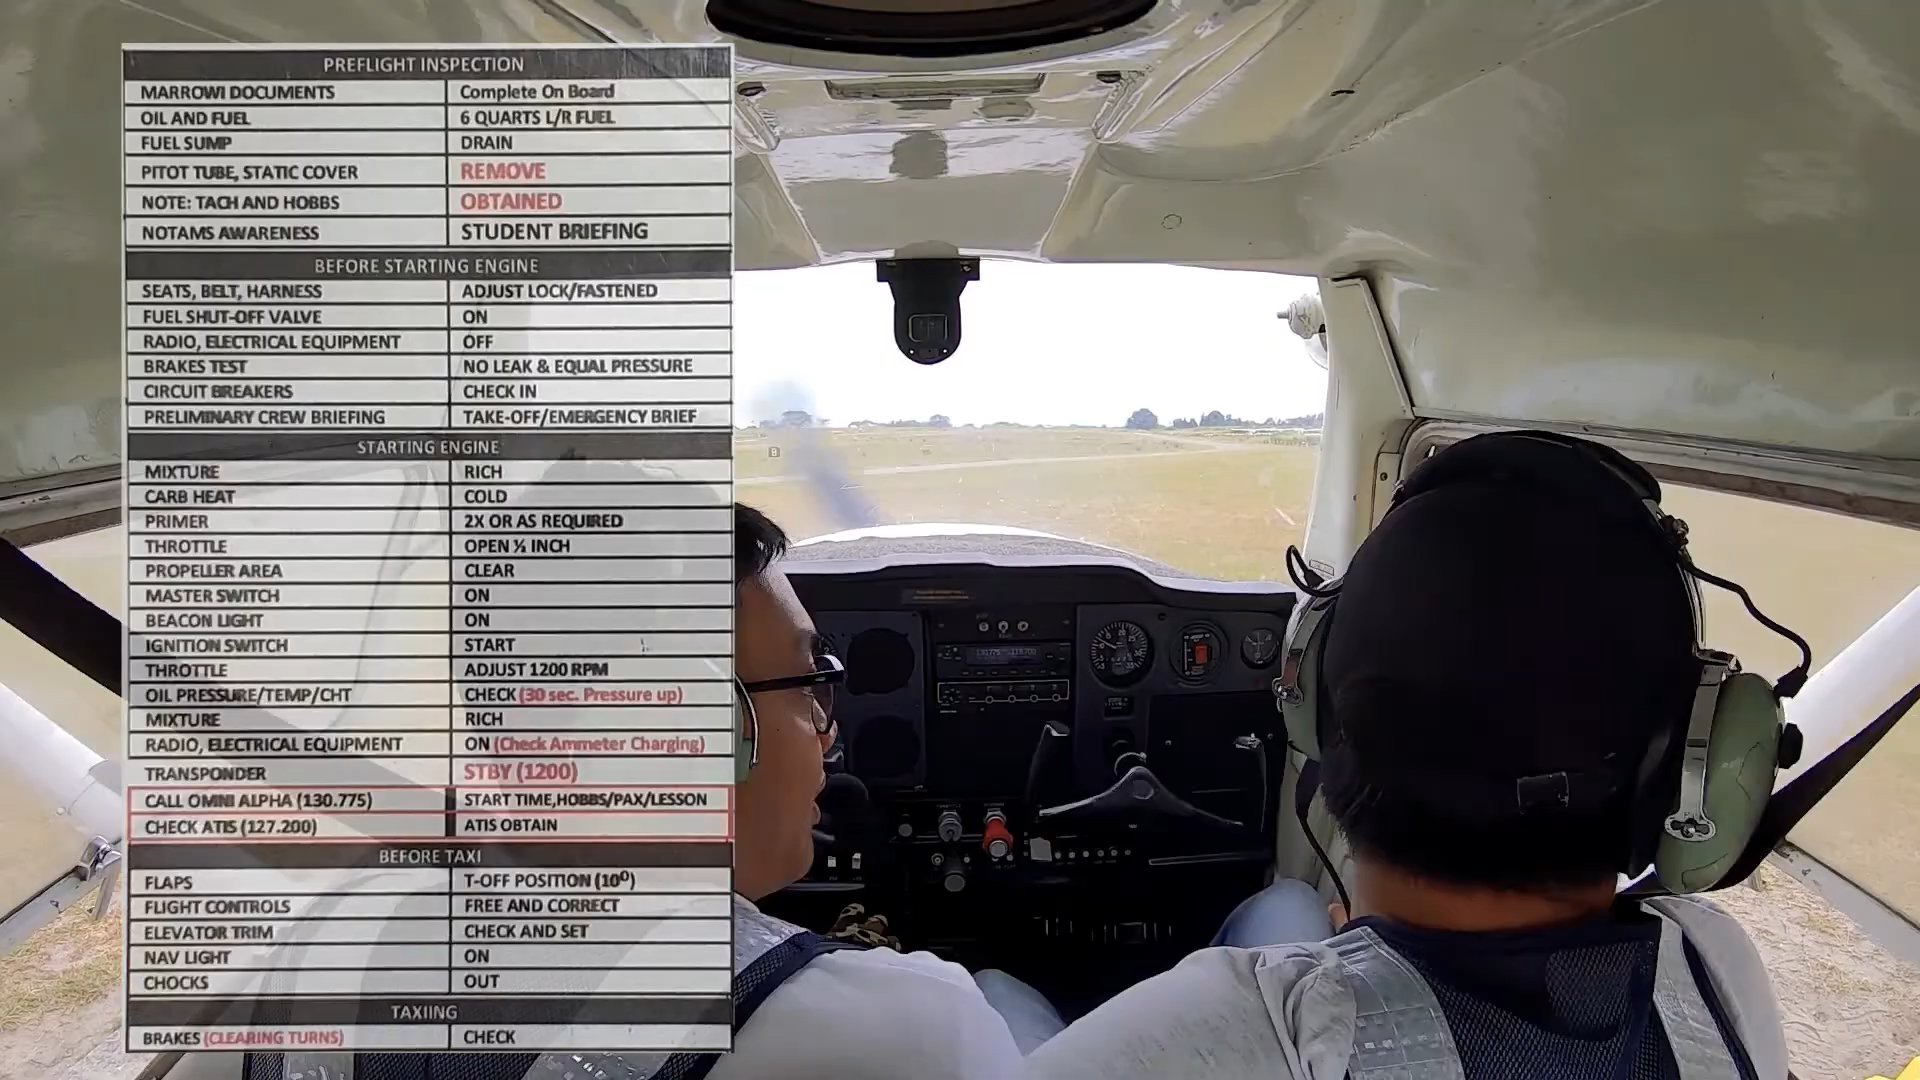 PREFLIGHT INSPECTION
MARROWI DOCUMENTS Complete On Board
OIL AND FUEL 6 QUARTS L/R FUEL
FUEL SUMP DRAIN
PITOT TUBE, STATIC COVER REMOVE
NOTE: TACH AND HOBBS OBTAINED
NOTAMS AWARENESS STUDENT BRIEFING
BEFORE STARTING ENGINE
SEATS, BELT, HARNESS ADJUST LOCK/FASTENED
FUEL SHUT-OFF VALVE ON
RADIO, ELECTRICAL EQUIPMENT OFF
BRAKES TEST NO LEAK & EQUAL PRESSURE
CIRCUIT BREAKERS CHECK IN
PRELIMINARY CREW BRIEFING TAKE-OFF/EMERGENCY BRIEF
STARTING ENGINE
MIXTURE RICH
CARB HEAT COLD
PRIMER 2X OR AS REQUIRED
THROTTLE OPEN ½ INCH
PROPELLER AREA CLEAR
MASTER SWITCH ON
BEACON LIGHT ON
IGNITION SWITCH START
THROTTLE ADJUST 1200 RPM
OIL PRESSURE/TEMP/CHT CHECK (30 sec. Pressure up)
MIXTURE RICH
RADIO, ELECTRICAL EQUIPMENT ON (Check Ammeter Charging)
TRANSPONDER STBY (1200)
CALL OMNI ALPHA (130.775) START TIME,HOBBS/PAX/LESSON
CHECK ATIS (127.200) ATIS OBTAIN
BEFORE TAXI
FLAPS T-OFF POSITION (10⁰)
FLIGHT CONTROLS FREE AND CORRECT
ELEVATOR TRIM CHECK AND SET
NAV LIGHT ON
CHOCKS OUT
TAXIING
BRAKES (CLEARING TURNS) CHECK
B